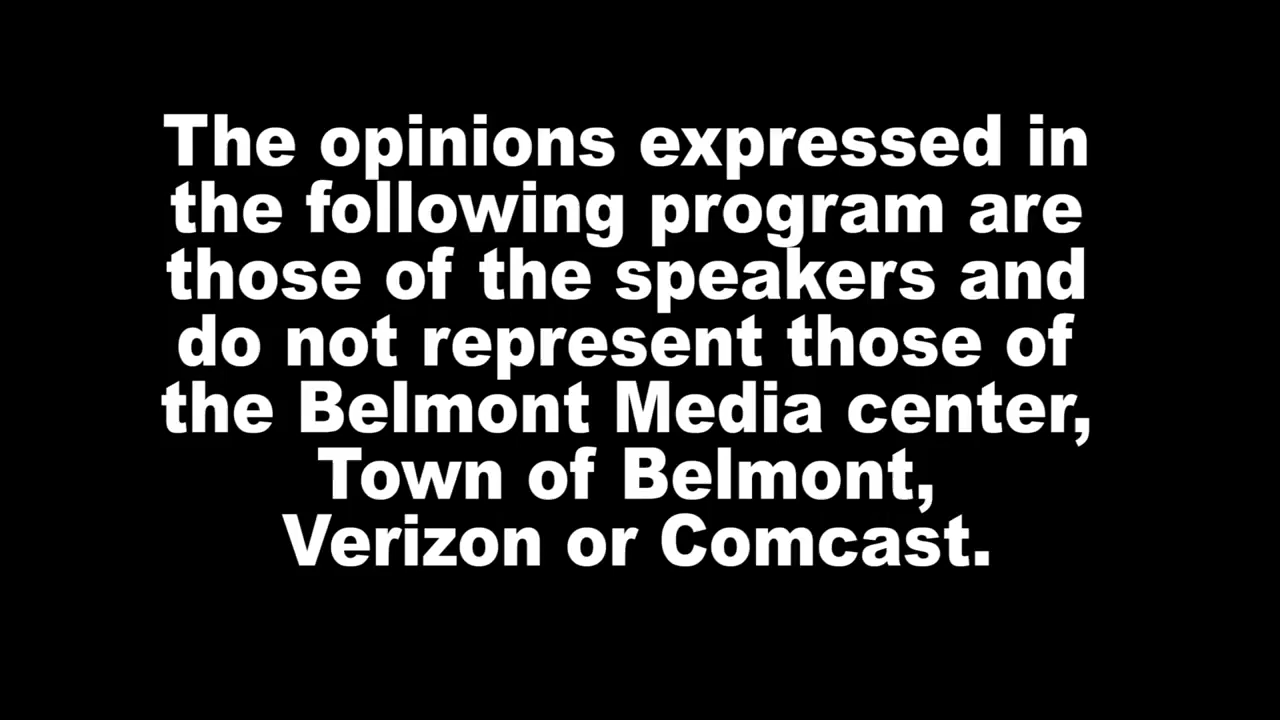 The opinions expressed in
the following program are
those of the speakers and
do not represent those of
the Belmont Media center,
Town of Belmont,
Verizon or Comcast.